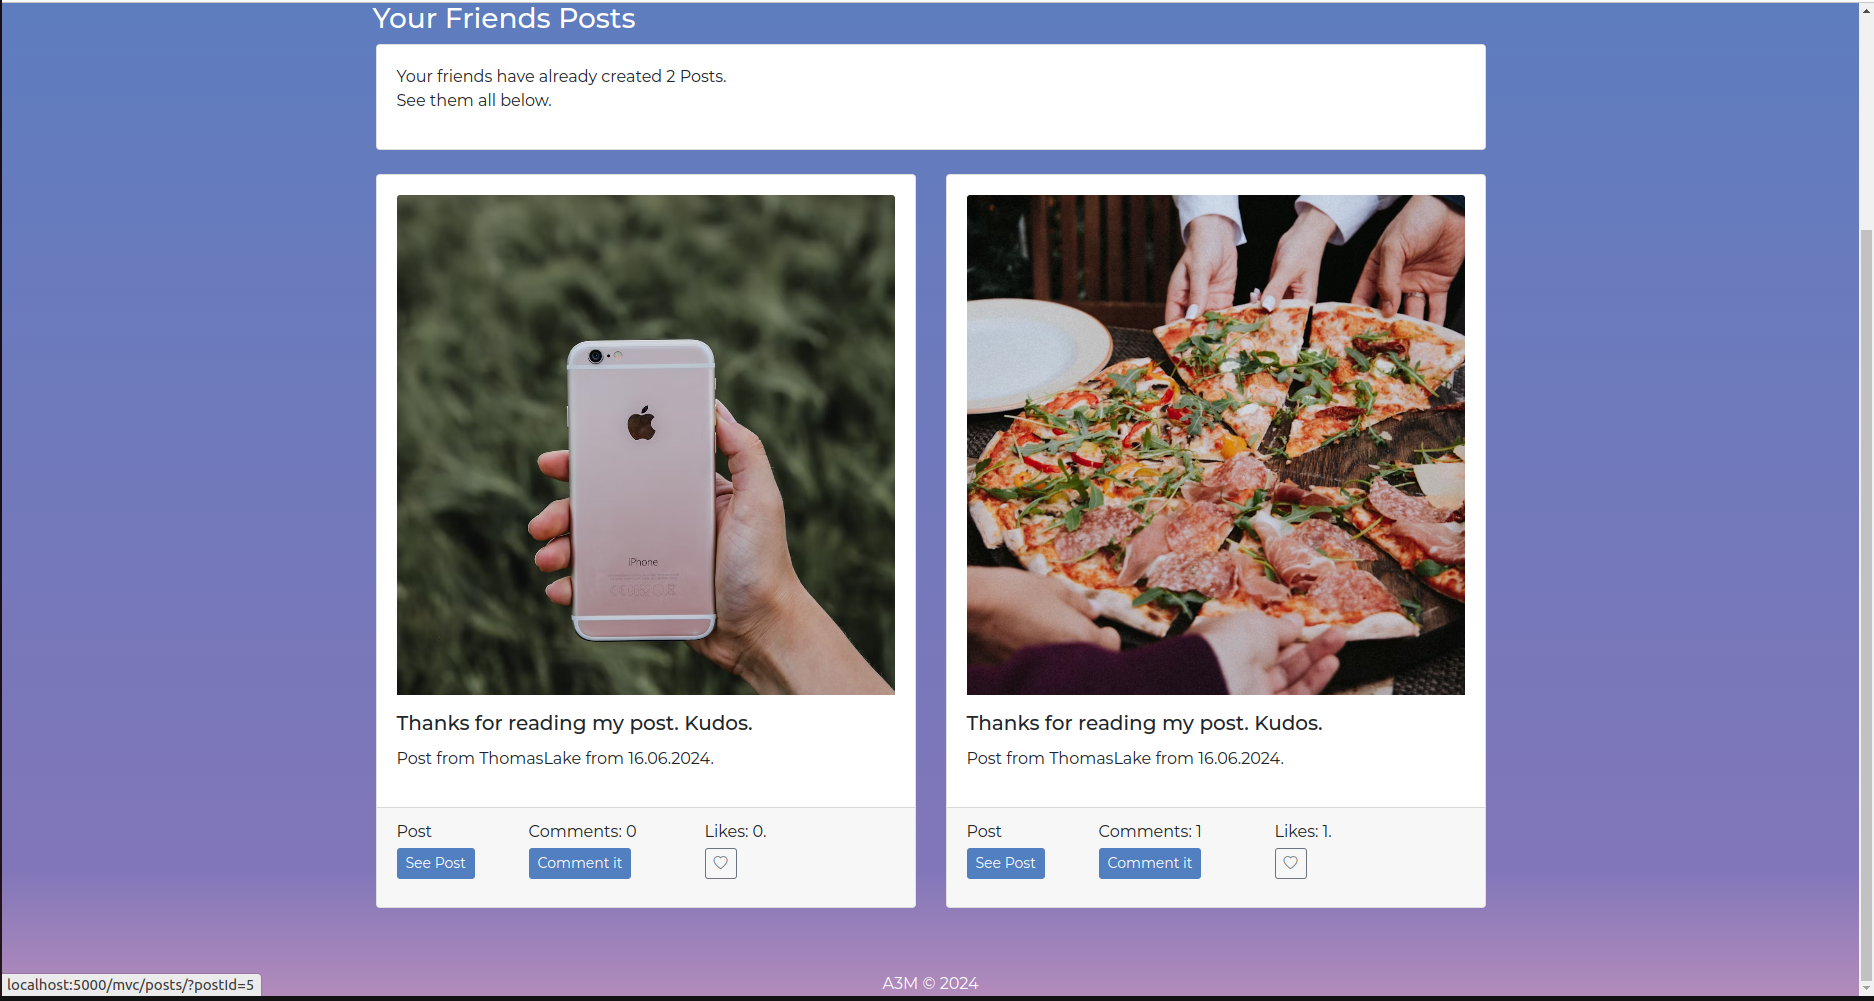 Your Friends Posts
Your friends have already created 2 Posts.
See them all below.
iPhone
Thanks for reading my post. Kudos.
Post from ThomasLake from 16.06.2024.
Post
Comments: 0
Likes: 0.
See Post
Comment it
Thanks for reading my post. Kudos.
Post from ThomasLake from 16.06.2024.
Post
Comments: 1
Likes: 1.
See Post
Comment it
A3M © 2024
localhost:5000/mvc/posts/?postId=5